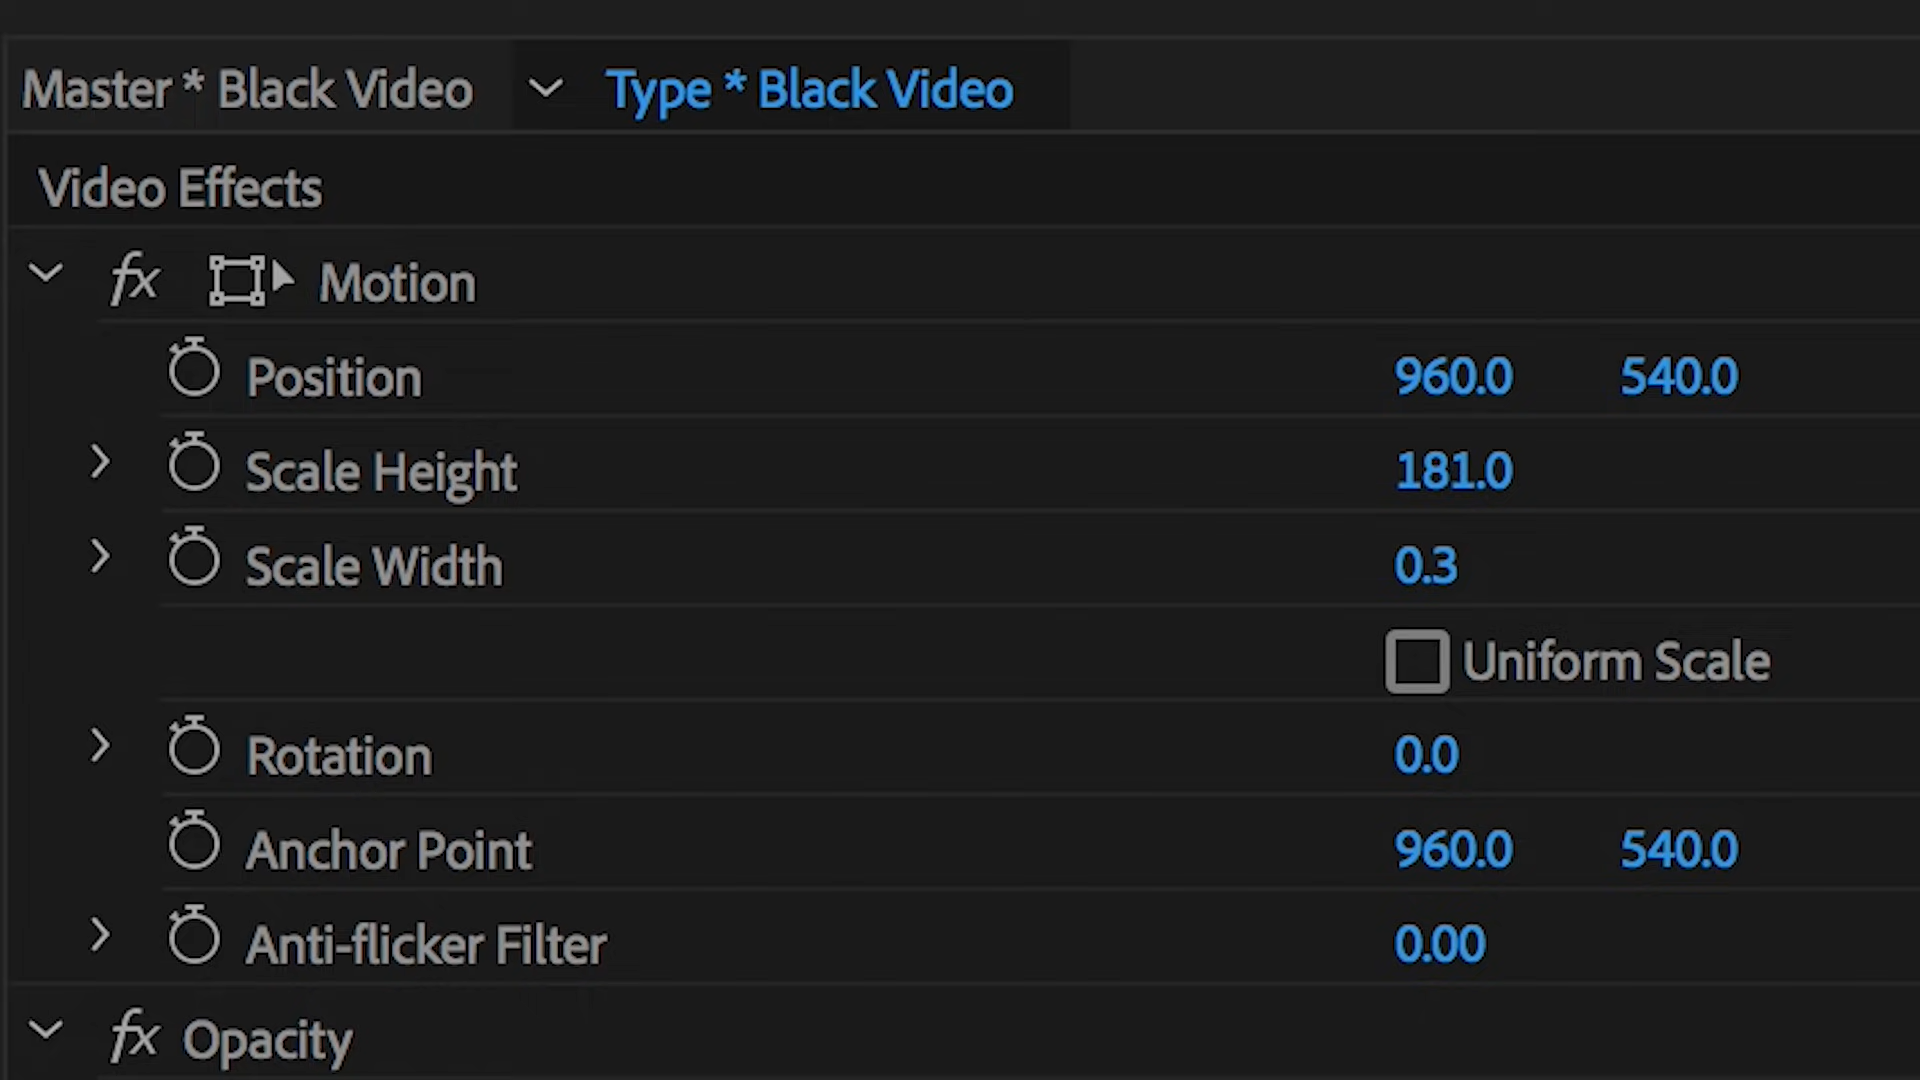 Master * Black Video Type * Black Video
Video Effects
fx Motion
Position 960.0 540.0
Scale Height 181.0
Scale Width 0.3
Uniform Scale
Rotation 0.0
Anchor Point 960.0 540.0
Anti-flicker Filter 0.00
fx Opacity